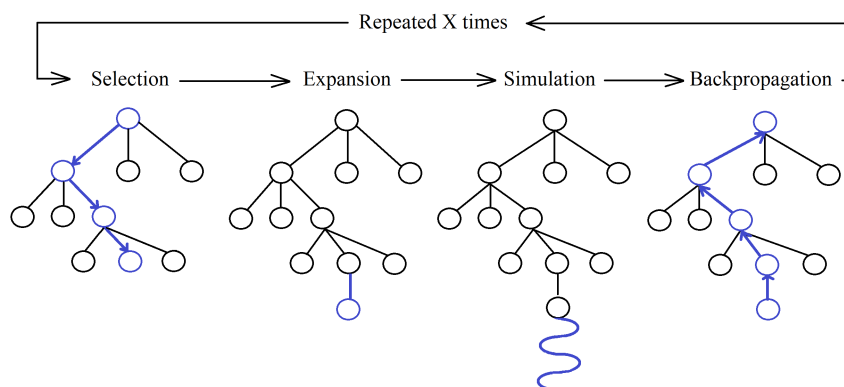 Repeated X times
Selection
Expansion
Simulation
Backpropagation